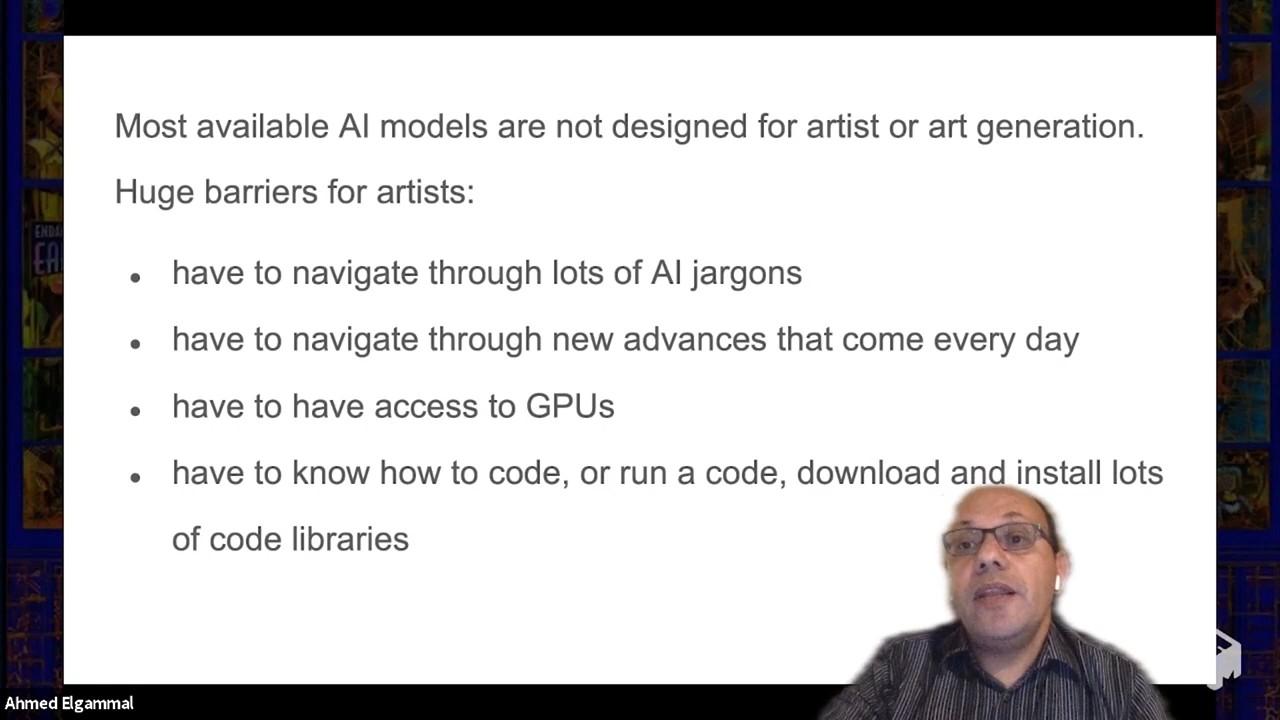 Most available AI models are not designed for artist or art generation.
Huge barriers for artists:
• have to navigate through lots of AI jargons
• have to navigate through new advances that come every day
• have to have access to GPUs
• have to know how to code, or run a code, download and install lots
of code libraries
Ahmed Elgammal